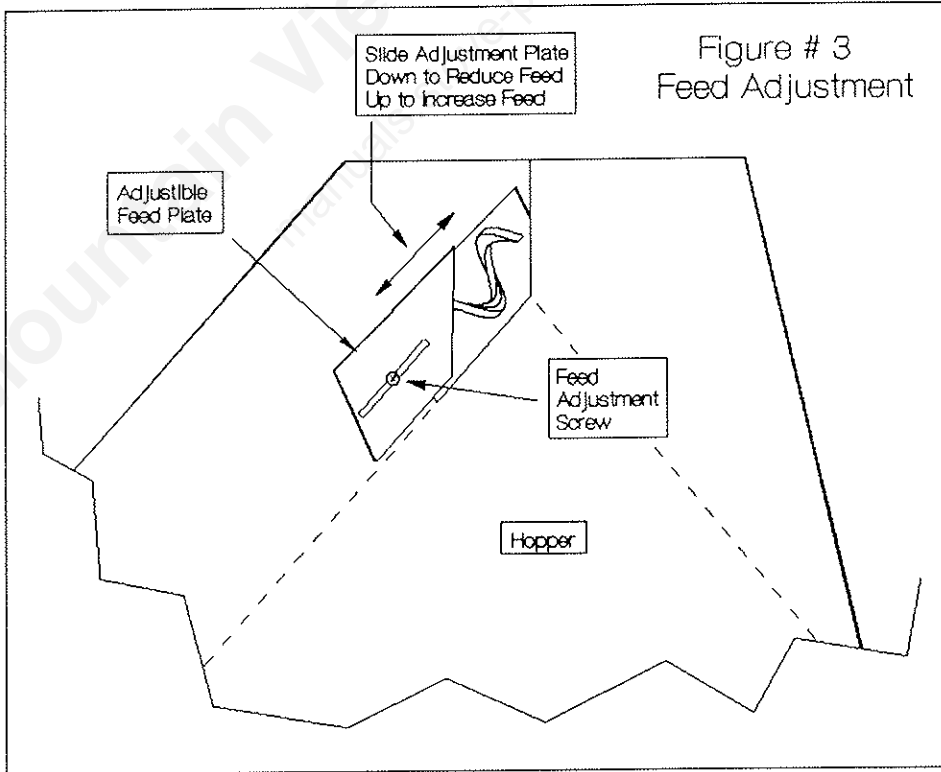 Figure # 3
Feed Adjustment
Slide Adjustment Plate
Down to Reduce Feed
Up to Increase Feed
Adjustible
Feed Plate
Feed
Adjustment
Screw
Hopper